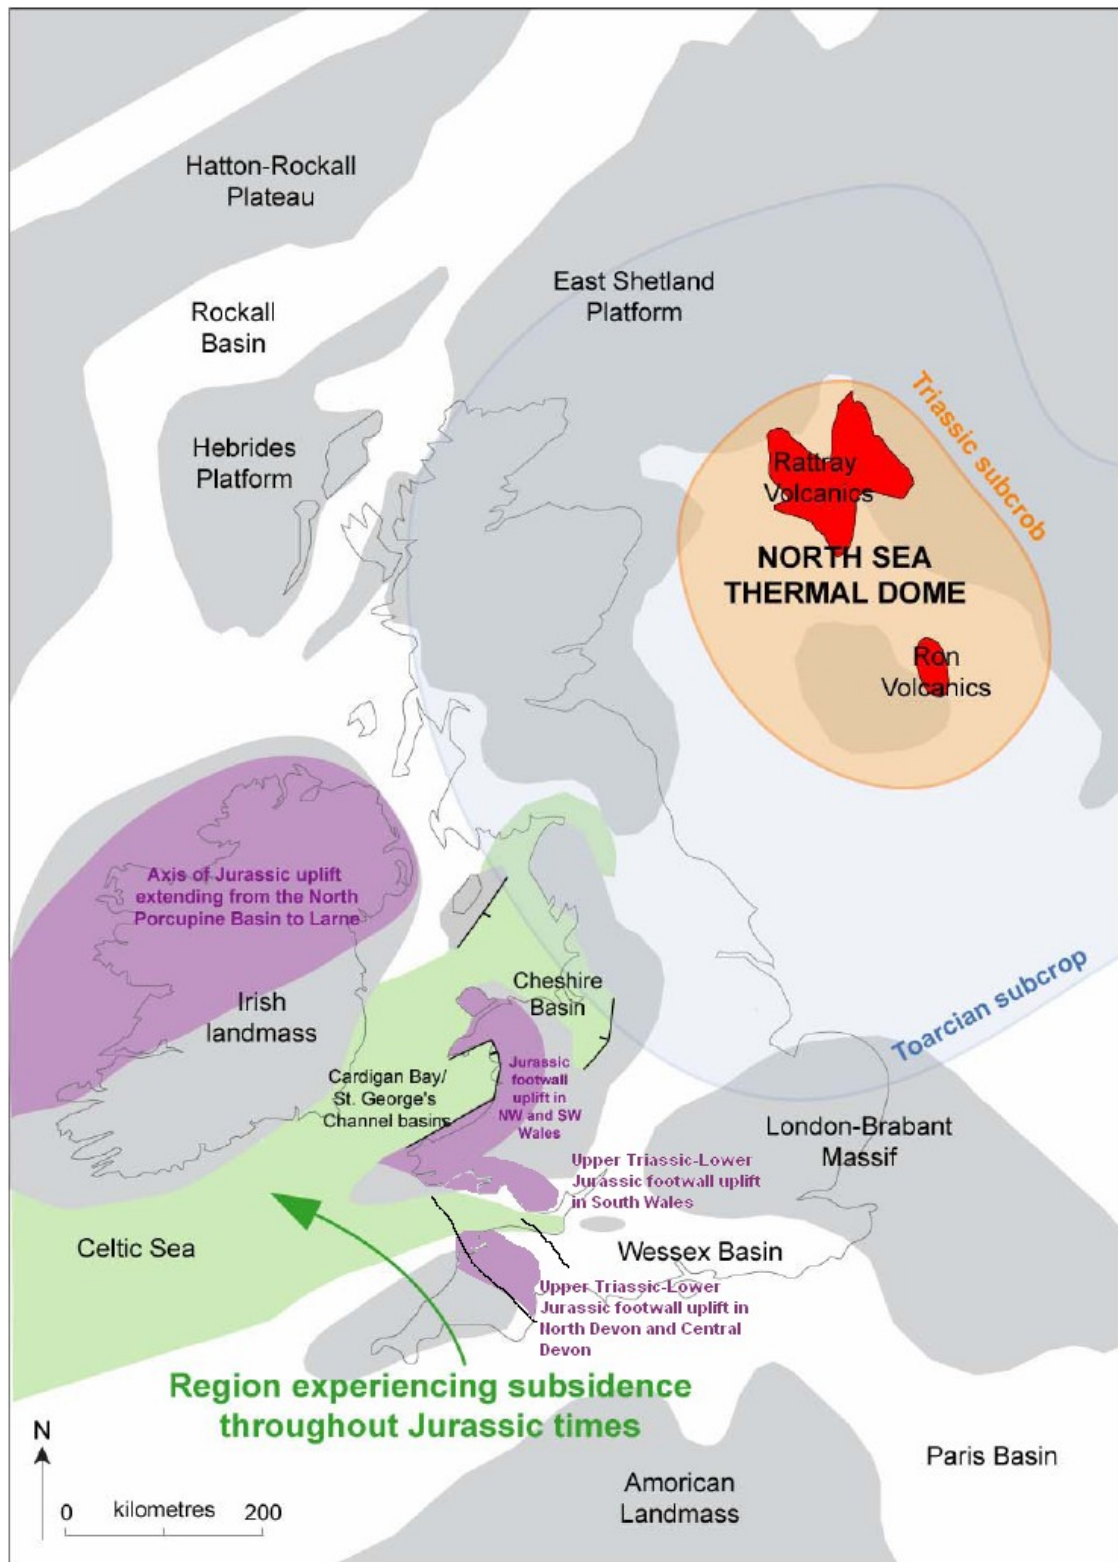 Hatton-Rockall
Plateau
East Shetland
Platform
Rockall
Basin
Triassic subcrob
Hebrides
Platform
Rattray
Volcanics
NORTH SEA
THERMAL DOME
Ron
Volcanics
Axis of Jurassic uplift
extending from the North
Porcupine Basin to Larne
Irish
landmass
Cheshire
Basin
Toarcian subcrop
Cardigan Bay/
St. George's
Channel basins
Jurassic
footwall
uplift in
NW and SW
Wales
London-Brabant
Massif
Upper Triassic-Lower
Jurassic footwall uplift
in South Wales
Celtic Sea
Wessex Basin
Upper Triassic-Lower
Jurassic footwall uplift in
North Devon and Central
Devon
Region experiencing subsidence
throughout Jurassic times
N
0 kilometres 200
Amorican
Landmass
Paris Basin